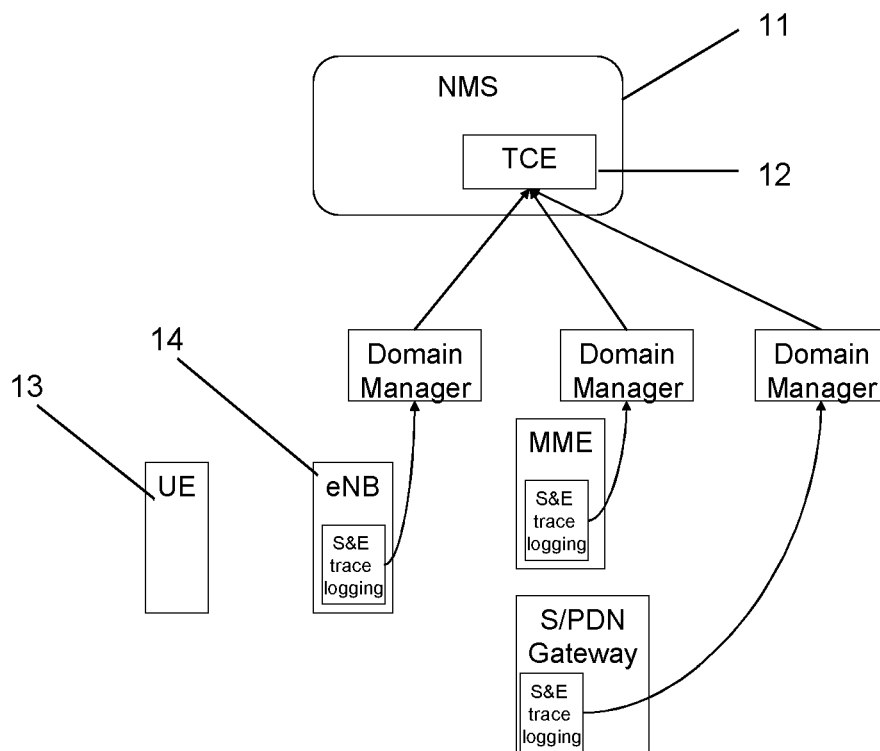 11
NMS
TCE
12
14
Domain
Manager
Domain
Manager
Domain
Manager
13
UE
eNB
S&E
trace
logging
MME
S&E
trace
logging
S/PDN
Gateway
S&E
trace
logging